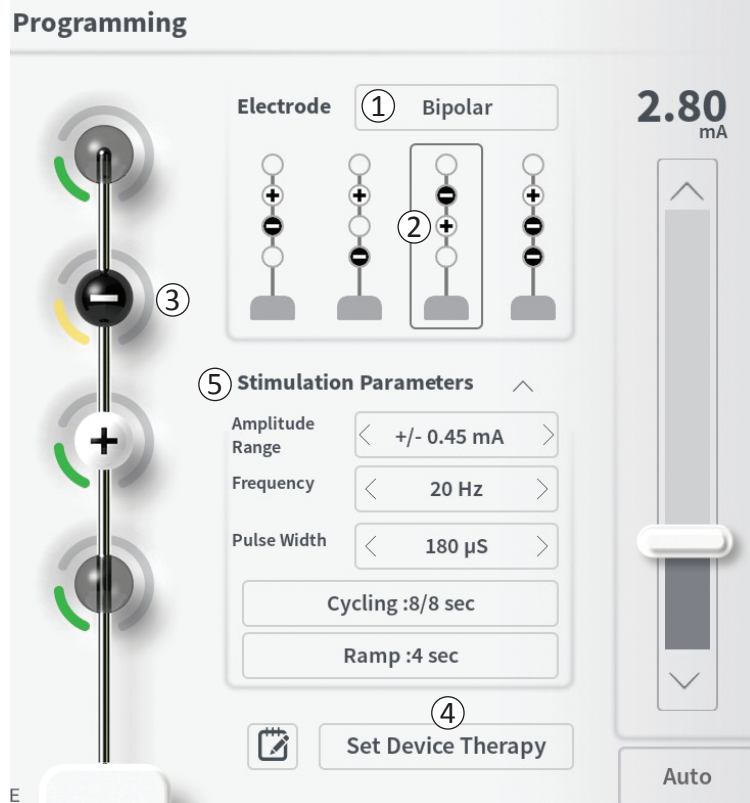 Programming
Electrode
① Bipolar
2.80
mA
+ + − +
− ② + −
− −
③ −
⑤ Stimulation Parameters
Amplitude
Range
+/- 0.45 mA
+
Frequency
20 Hz
Pulse Width
180 µS
Cycling :8/8 sec
Ramp :4 sec
④
Set Device Therapy
Auto
E